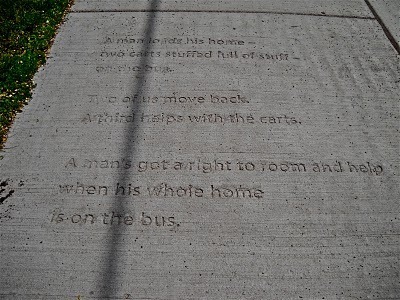 A man loads his home –
two carts stuffed full of stuff –
on the bus.
Two of us move back.
A third helps with the carts.
A man's got a right to room and help
when his whole home
is on the bus.